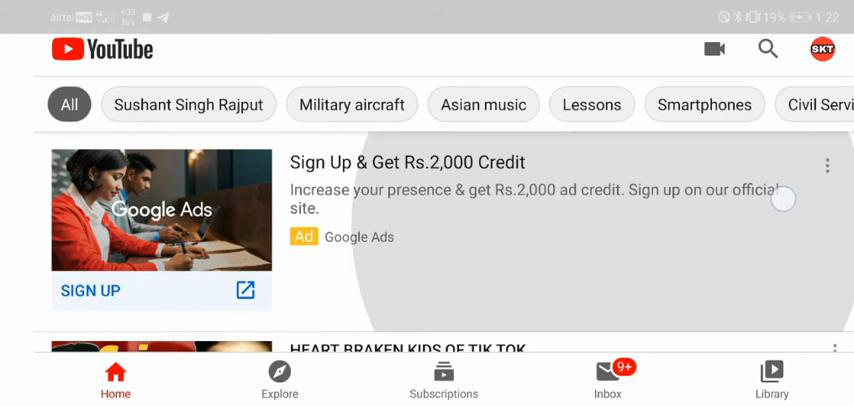 airtel 635 B/s 19% 1:22
YouTube SKT
All Sushant Singh Rajput Military aircraft Asian music Lessons Smartphones Civil Servi
Sign Up & Get Rs.2,000 Credit
Increase your presence & get Rs.2,000 ad credit. Sign up on our official
site.
Google Ads
Ad Google Ads
SIGN UP
HEART BRAKEN KIDS OF TIK TOK
9+
Home Explore Subscriptions Inbox Library